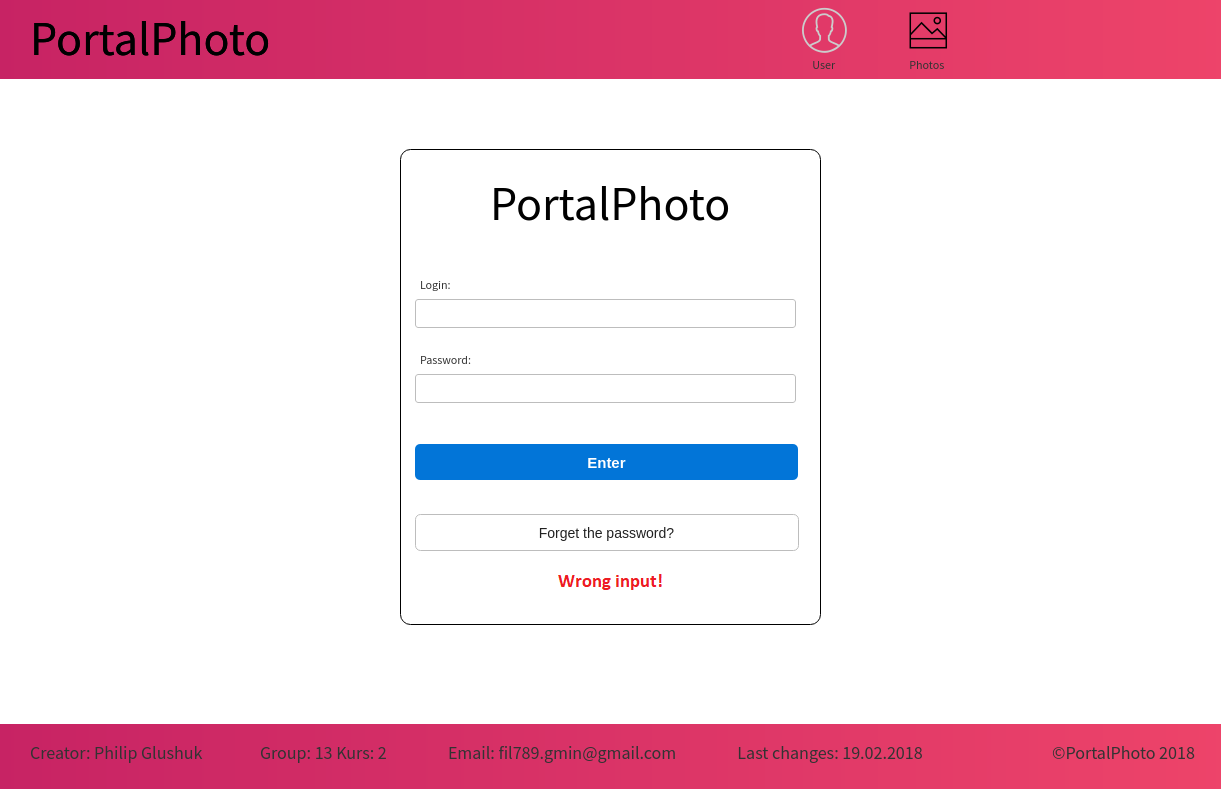 PortalPhoto
User
Photos
PortalPhoto
Login:
Password:
Enter
Forget the password?
Wrong input!
Creator: Philip Glushuk
Group: 13 Kurs: 2
Email: fil789.gmin@gmail.com
Last changes: 19.02.2018
©PortalPhoto 2018